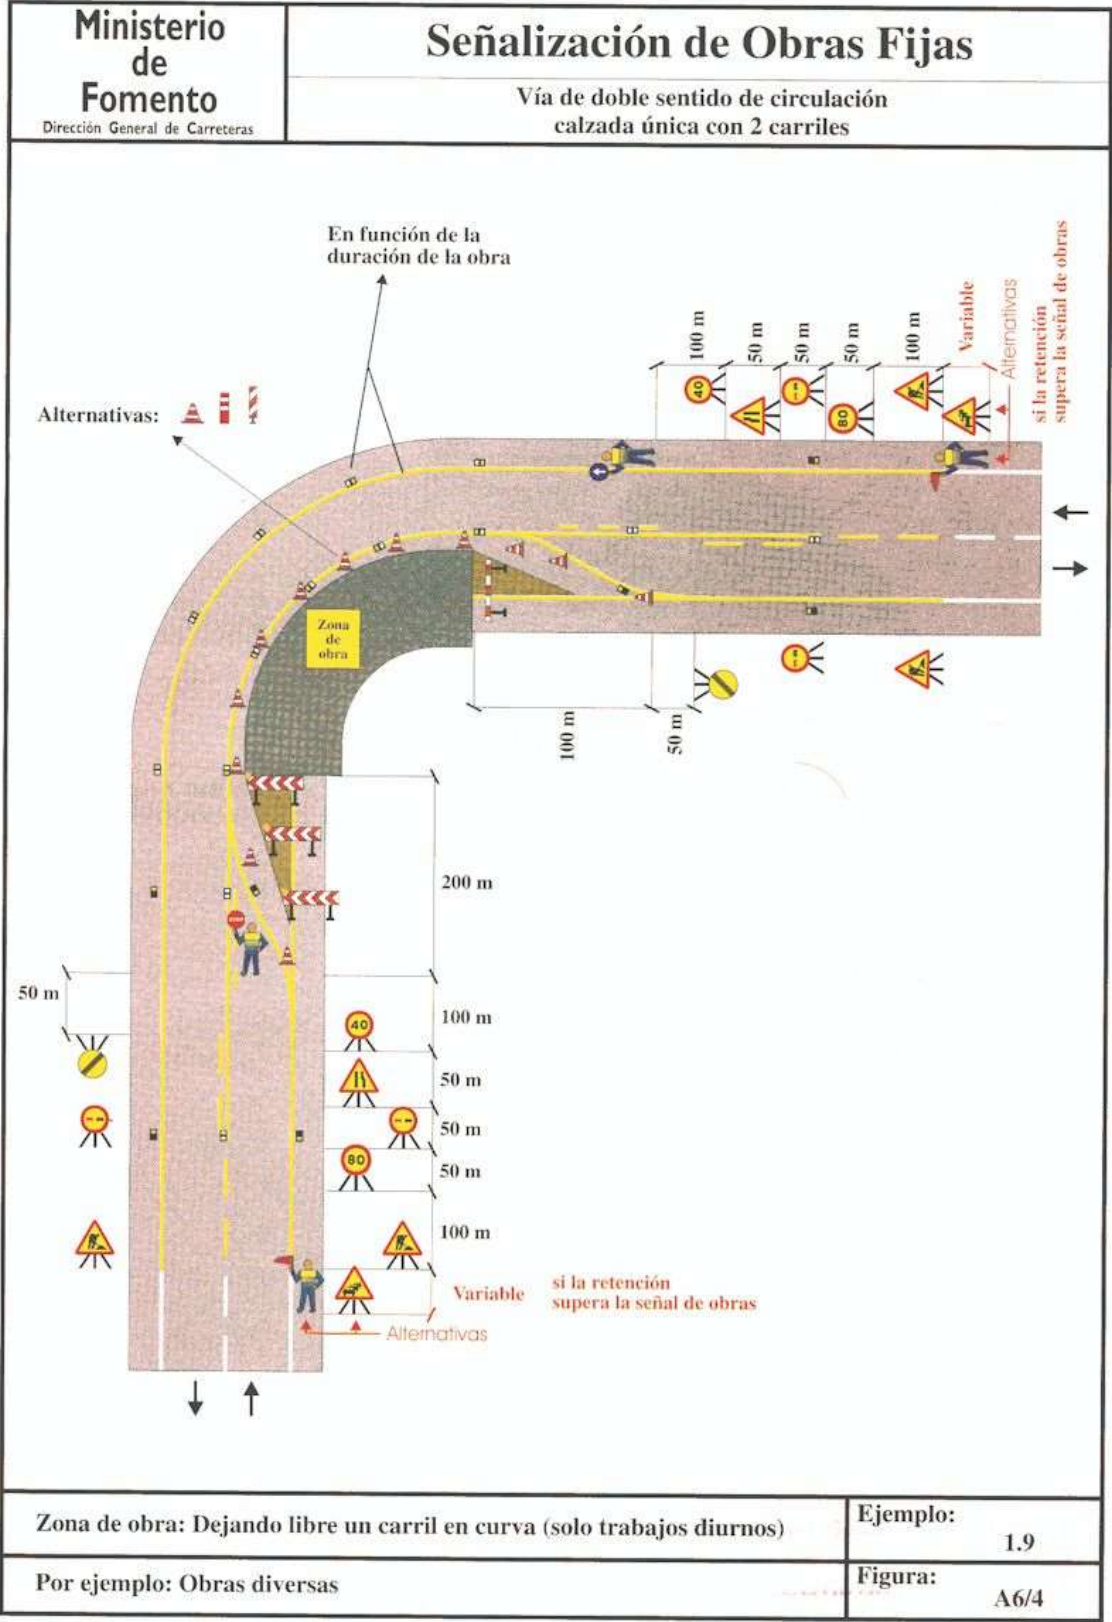 Ministerio
de
Fomento
Dirección General de Carreteras
Señalización de Obras Fijas
Vía de doble sentido de circulación
calzada única con 2 carriles
En función de la
duración de la obra
Alternativas:
100 m
50 m
50 m
50 m
100 m
Variable
Alternativas
si la retención
supera la señal de obras
40
80
Zona
de
obra
100 m
50 m
200 m
STOP
50 m
100 m
40
50 m
50 m
80
50 m
100 m
Variable
si la retención
supera la señal de obras
Alternativas
Zona de obra: Dejando libre un carril en curva (solo trabajos diurnos)
Ejemplo:
1.9
Por ejemplo: Obras diversas
Figura:
A6/4